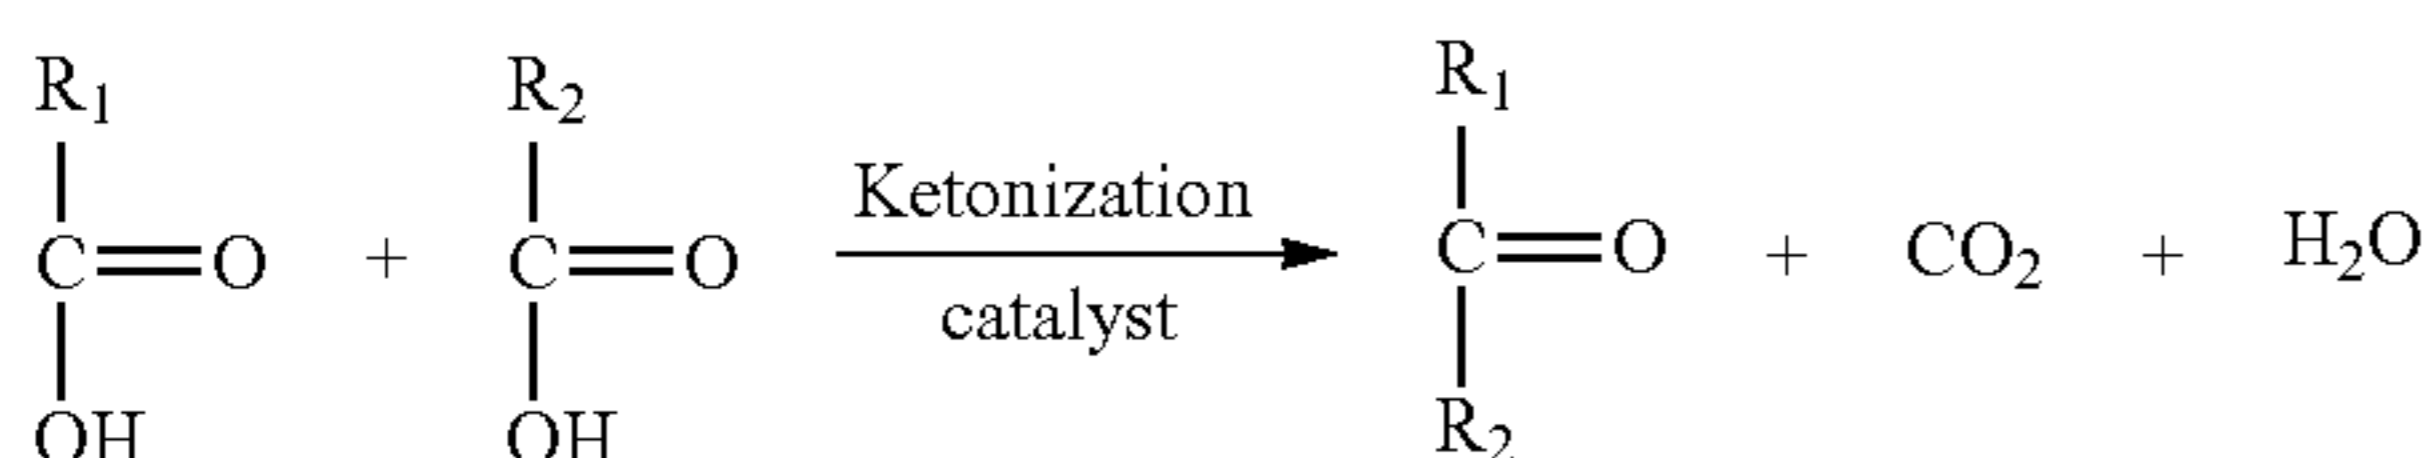 R1 R2 R1
Ketonization
C=O + C=O C=O + CO2 + H2O
catalyst
OH OH R2